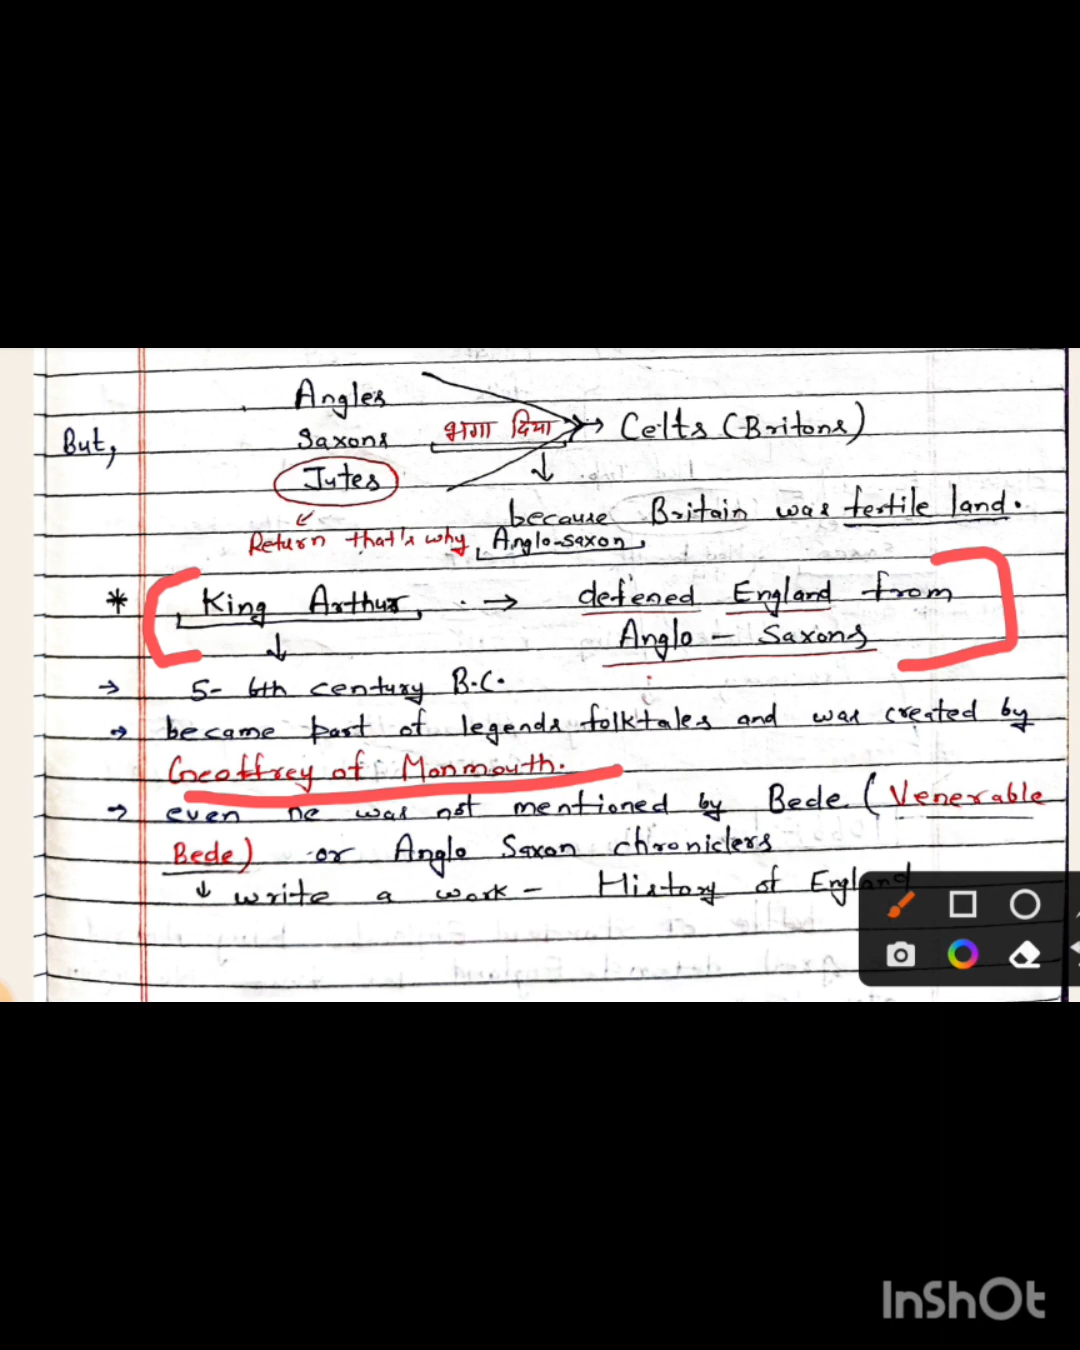 Angles
But, Saxons भगा दिया → Celts (Britons)
Jutes ↓
because Britain was fertile land.
Return that's why Anglo-saxon.
* King Arthur, → defened England from
↓ Anglo - Saxons
→ 5- 6th century B.C.
→ became part of legends folktales and was created by
Geoffrey of Monmouth.
→ even he was not mentioned by Bede (Venerable
Bede) or Anglo Saxon chroniclers
↓ write a work - History of England
InShOt